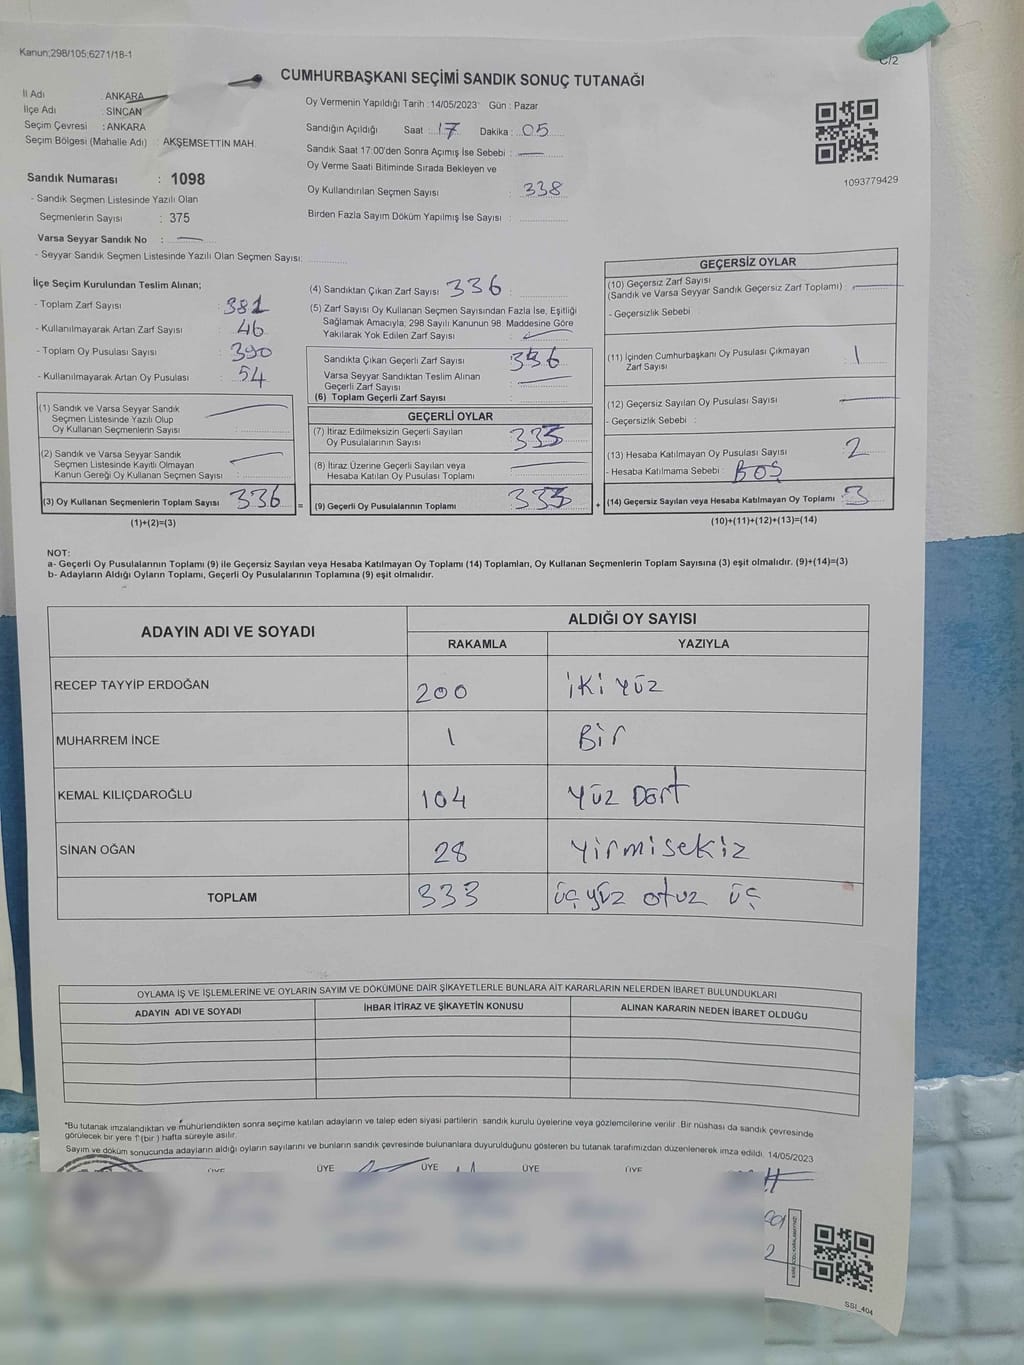 Kanun;298/105;6271/18-1
C/2
CUMHURBAŞKANI SEÇİMİ SANDIK SONUÇ TUTANAĞI
İl Adı : ANKARA
İlçe Adı : SİNCAN
Seçim Çevresi : ANKARA
Seçim Bölgesi (Mahalle Adı) : AKŞEMSETTİN MAH.
Sandık Numarası : 1098
- Sandık Seçmen Listesinde Yazılı Olan
Seçmenlerin Sayısı : 375
Varsa Seyyar Sandık No :
- Seyyar Sandık Seçmen Listesinde Yazılı Olan Seçmen Sayısı:
Oy Vermenin Yapıldığı Tarih : 14/05/2023 Gün : Pazar
Sandığın Açıldığı Saat : 17 Dakika : 05
Sandık Saat 17:00'den Sonra Açımış İse Sebebi :
Oy Verme Saati Bitiminde Sırada Bekleyen ve
Oy Kullandırılan Seçmen Sayısı : 338
Birden Fazla Sayım Döküm Yapılmış İse Sayısı :
1093779429
İlçe Seçim Kurulundan Teslim Alınan;
- Toplam Zarf Sayısı : 381
- Kullanılmayarak Artan Zarf Sayısı : 46
- Toplam Oy Pusulası Sayısı : 390
- Kullanılmayarak Artan Oy Pusulası : 54
(1) Sandık ve Varsa Seyyar Sandık
Seçmen Listesinde Yazılı Olup
Oy Kullanan Seçmenlerin Sayısı :
(2) Sandık ve Varsa Seyyar Sandık
Seçmen Listesinde Kayıtlı Olmayan
Kanun Gereği Oy Kullanan Seçmen Sayısı :
(3) Oy Kullanan Seçmenlerin Toplam Sayısı : 336 =
(1)+(2)=(3)
(4) Sandıktan Çıkan Zarf Sayısı : 336
(5) Zarf Sayısı Oy Kullanan Seçmen Sayısından Fazla İse, Eşitliği
Sağlamak Amacıyla; 298 Sayılı Kanunun 98. Maddesine Göre
Yakılarak Yok Edilen Zarf Sayısı :
Sandıkta Çıkan Geçerli Zarf Sayısı : 336
Varsa Seyyar Sandıktan Teslim Alınan
Geçerli Zarf Sayısı :
(6) Toplam Geçerli Zarf Sayısı :
GEÇERLİ OYLAR
(7) İtiraz Edilmeksizin Geçerli Sayılan
Oy Pusulalarının Sayısı : 333
(8) İtiraz Üzerine Geçerli Sayılan veya
Hesaba Katılan Oy Pusulası Toplamı :
(9) Geçerli Oy Pusulalarının Toplamı : 333 +
GEÇERSİZ OYLAR
(10) Geçersiz Zarf Sayısı
(Sandık ve Varsa Seyyar Sandık Geçersiz Zarf Toplamı) :
- Geçersizlik Sebebi :
(11) İçinden Cumhurbaşkanı Oy Pusulası Çıkmayan
Zarf Sayısı : 1
(12) Geçersiz Sayılan Oy Pusulası Sayısı :
- Geçersizlik Sebebi :
(13) Hesaba Katılmayan Oy Pusulası Sayısı : 2
- Hesaba Katılmama Sebebi : BOŞ
(14) Geçersiz Sayılan veya Hesaba Katılmayan Oy Toplamı : 3
(10)+(11)+(12)+(13)=(14)
NOT:
a- Geçerli Oy Pusulalarının Toplamı (9) ile Geçersiz Sayılan veya Hesaba Katılmayan Oy Toplamı (14) Toplamları, Oy Kullanan Seçmenlerin Toplam Sayısına (3) eşit olmalıdır. (9)+(14)=(3)
b- Adayların Aldığı Oyların Toplamı, Geçerli Oy Pusulalarının Toplamına (9) eşit olmalıdır.
ADAYIN ADI VE SOYADI
ALDIĞI OY SAYISI
RAKAMLA YAZIYLA
RECEP TAYYİP ERDOĞAN 200 iki yüz
MUHARREM İNCE 1 Bir
KEMAL KILIÇDAROĞLU 104 yüz Dört
SİNAN OĞAN 28 yirmisekiz
TOPLAM 333 üç yüz otuz üç
OYLAMA İŞ VE İŞLEMLERİNE VE OYLARIN SAYIM VE DÖKÜMÜNE DAİR ŞİKAYETLERLE BUNLARA AİT KARARLARIN NELERDEN İBARET BULUNDUKLARI
ADAYIN ADI VE SOYADI İHBAR İTİRAZ VE ŞİKAYETİN KONUSU ALINAN KARARIN NEDEN İBARET OLDUĞU
*Bu tutanak imzalandıktan ve mühürlendikten sonra seçime katılan adayların ve talep eden siyasi partilerin sandık kurulu üyelerine veya gözlemcilerine verilir. Bir nüshası da sandık çevresinde
görülecek bir yere 1 (bir) hafta süreyle asılır.
Sayım ve döküm sonucunda adayların aldığı oyların sayılarını ve bunların sandık çevresinde bulunanlara duyurulduğunu gösteren bu tutanak tarafımızdan düzenlenerek imza edildi. 14/05/2023
ÜYE ÜYE ÜYE ÜYE ÜYE
SSI_404